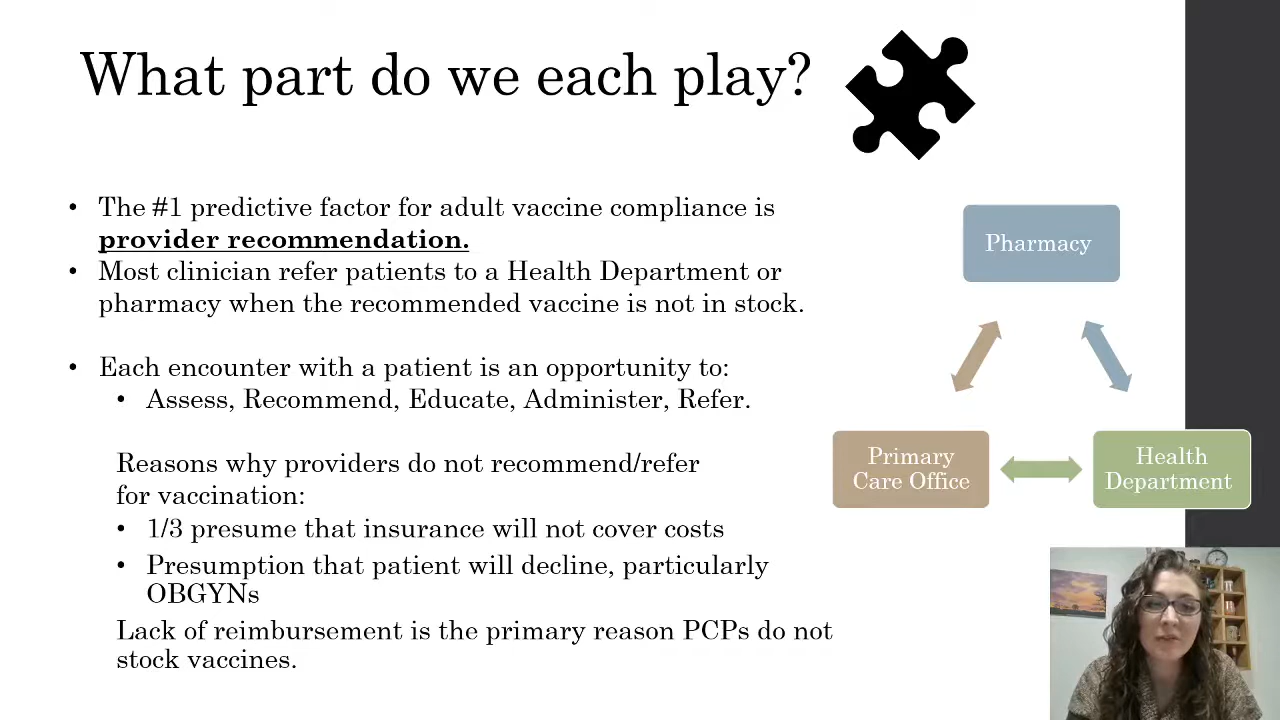 What part do we each play?
• The #1 predictive factor for adult vaccine compliance is
provider recommendation.
• Most clinician refer patients to a Health Department or
pharmacy when the recommended vaccine is not in stock.
• Each encounter with a patient is an opportunity to:
• Assess, Recommend, Educate, Administer, Refer.
Reasons why providers do not recommend/refer
for vaccination:
• 1/3 presume that insurance will not cover costs
• Presumption that patient will decline, particularly
OBGYNs
Lack of reimbursement is the primary reason PCPs do not
stock vaccines.
Pharmacy
Primary
Care Office
Health
Department